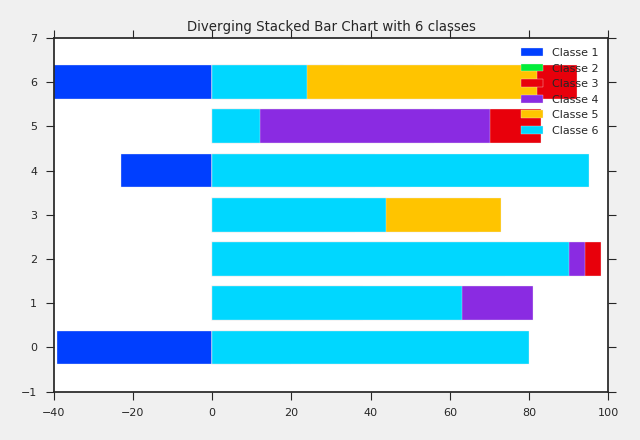 Diverging Stacked Bar Chart with 6 classes
7
6
5
4
3
2
1
0
−1
−40 −20 0 20 40 60 80 100
Classe 1
Classe 2
Classe 3
Classe 4
Classe 5
Classe 6